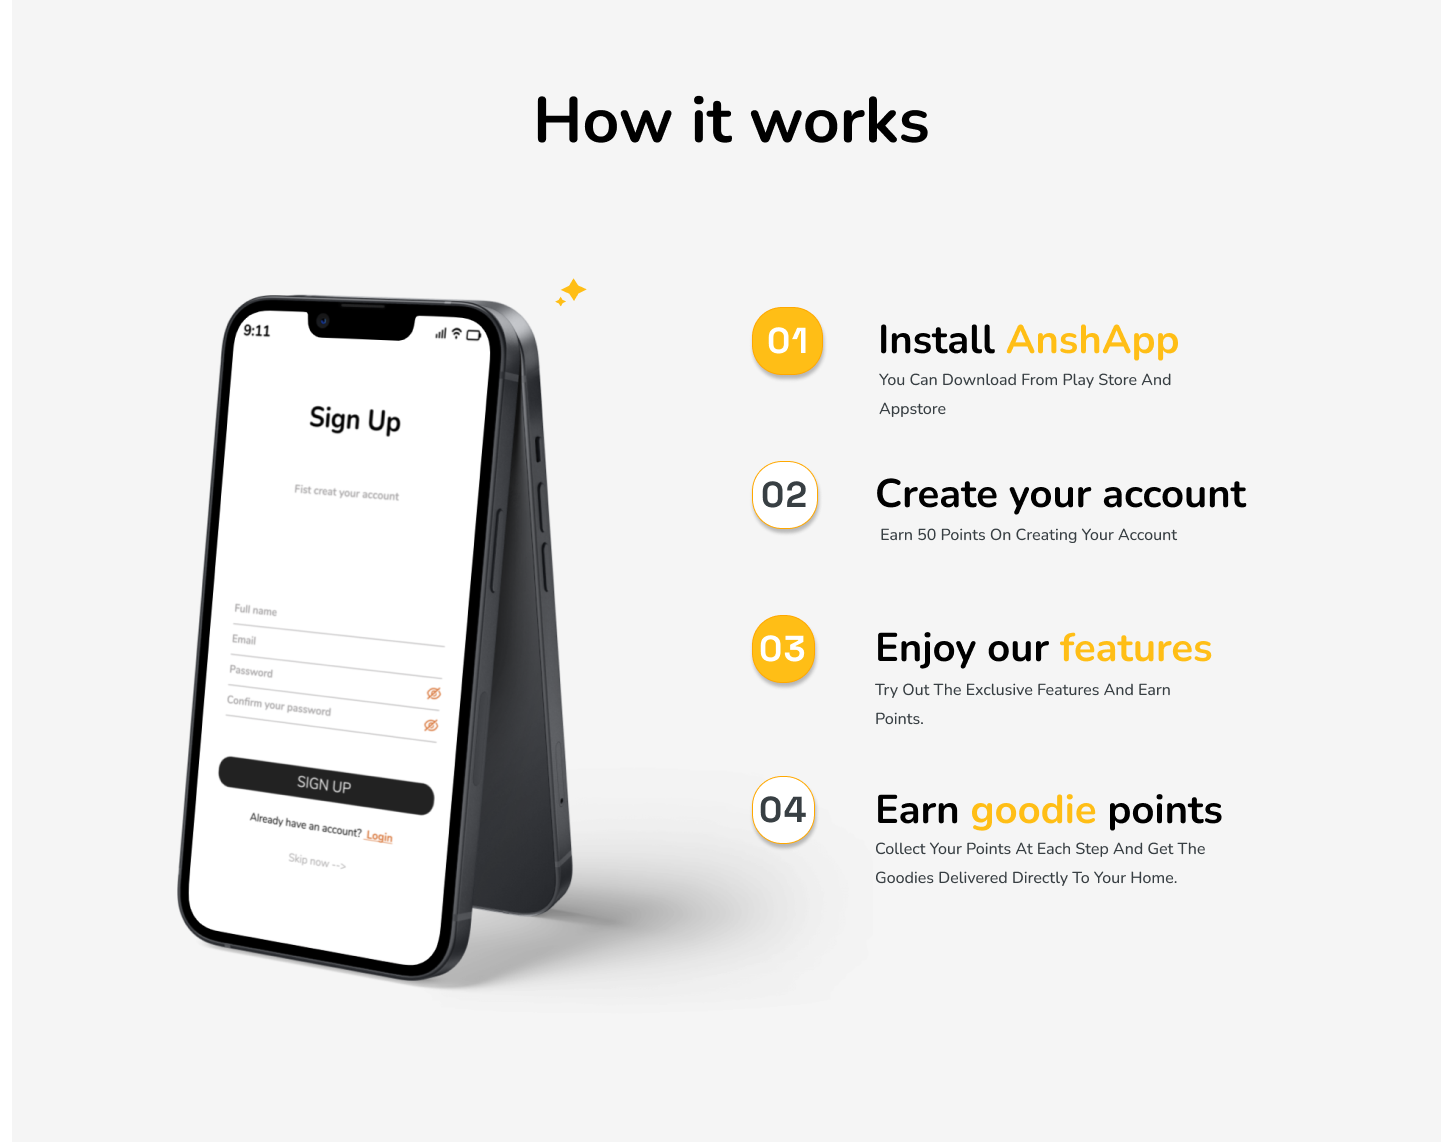 How it works
9:11
Sign Up
Fist creat your account
Full name
Email
Password
Confirm your password
SIGN UP
Already have an account? Login
Skip now -->
01
Install AnshApp
You Can Download From Play Store And
Appstore
02
Create your account
Earn 50 Points On Creating Your Account
03
Enjoy our features
Try Out The Exclusive Features And Earn
Points.
04
Earn goodie points
Collect Your Points At Each Step And Get The
Goodies Delivered Directly To Your Home.